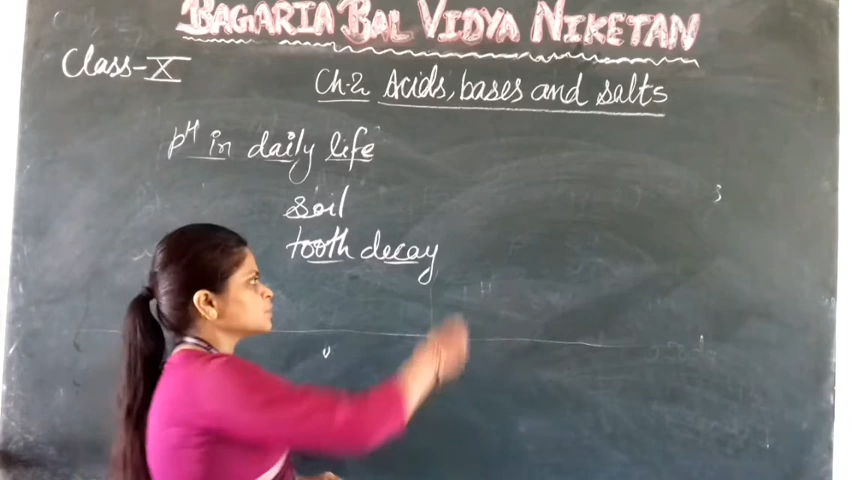 BAGARIA BAL VIDYA NIKETAN
Class-X
Ch-2 Acids, bases and salts
pH in daily life
soil
tooth decay